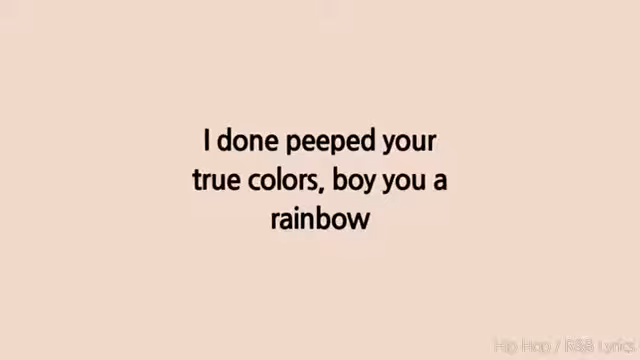 I done peeped your
true colors, boy you a
rainbow
Hip Hop / R&B Lyrics